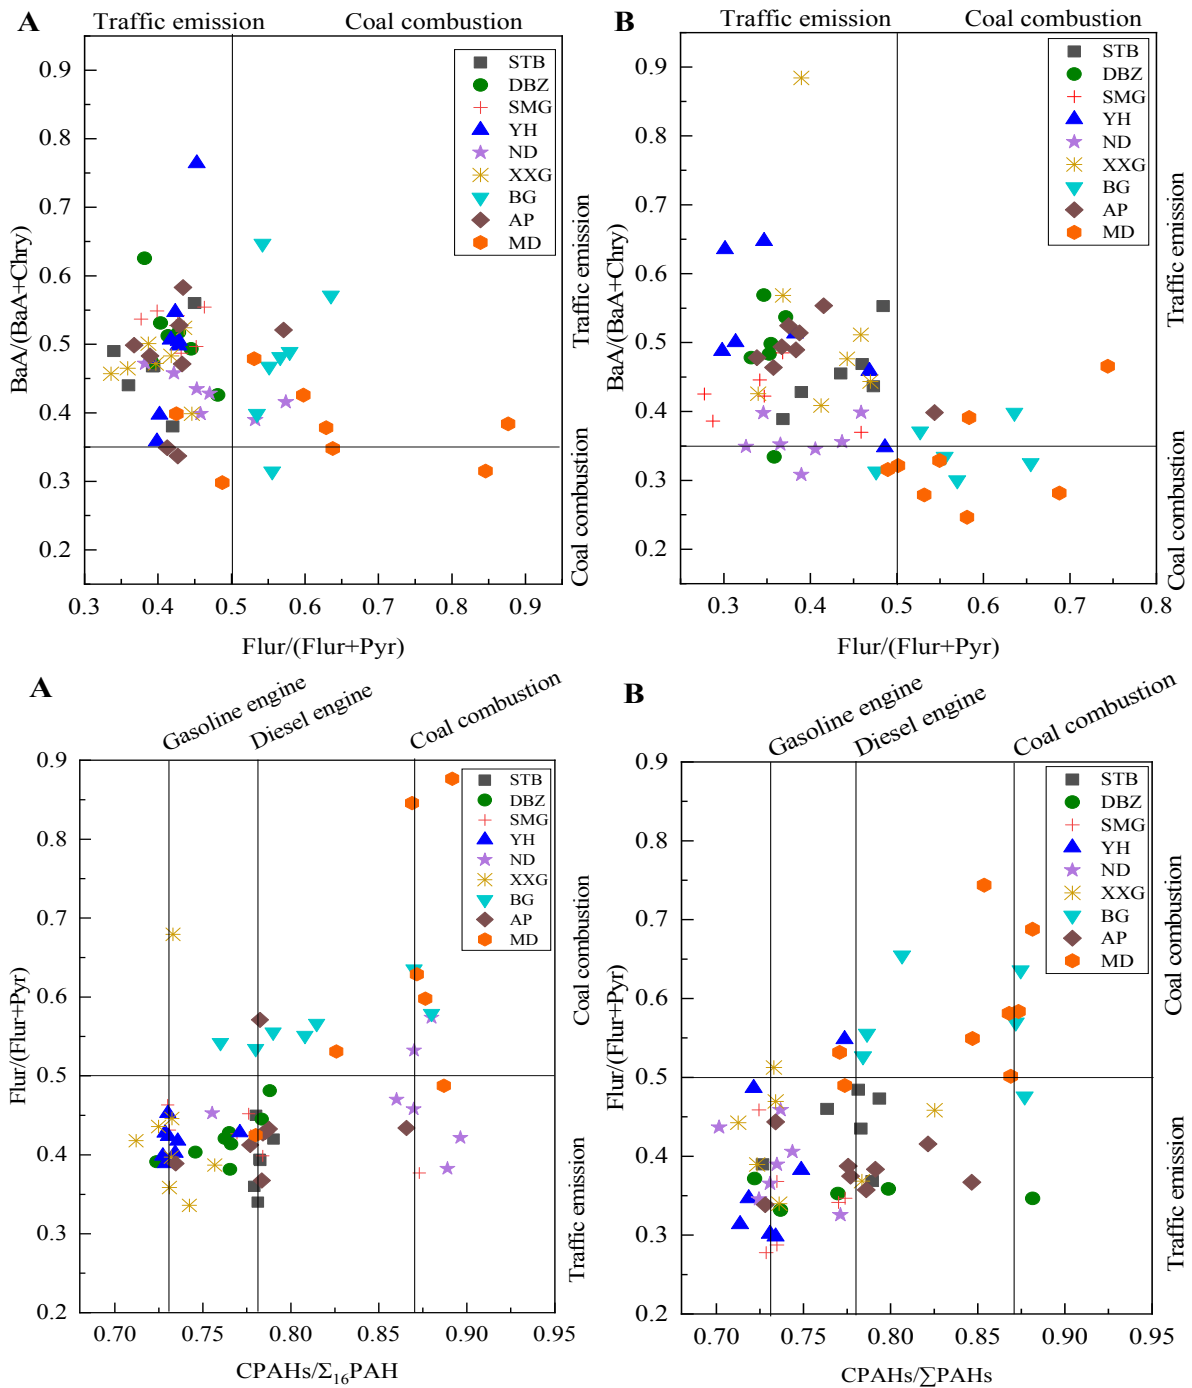 A
Traffic emission
Coal combustion
BaA/(BaA+Chry)
0.9
0.8
0.7
0.6
0.5
0.4
0.3
0.2
STB
DBZ
SMG
YH
ND
XXG
BG
AP
MD
Traffic emission
Coal combustion
0.3 0.4 0.5 0.6 0.7 0.8 0.9
Flur/(Flur+Pyr)
B
Traffic emission
Coal combustion
BaA/(BaA+Chry)
0.9
0.8
0.7
0.6
0.5
0.4
0.3
0.2
STB
DBZ
SMG
YH
ND
XXG
BG
AP
MD
Traffic emission
Coal combustion
0.3 0.4 0.5 0.6 0.7 0.8
Flur/(Flur+Pyr)
A
Gasoline engine
Diesel engine
Coal combustion
Flur/(Flur+Pyr)
0.9
0.8
0.7
0.6
0.5
0.4
0.3
0.2
STB
DBZ
SMG
YH
ND
XXG
BG
AP
MD
Coal combustion
Traffic emission
0.70 0.75 0.80 0.85 0.90 0.95
CPAHs/Σ₁₆PAH
B
Gasoline engine
Diesel engine
Coal combustion
Flur/(Flur+Pyr)
0.9
0.8
0.7
0.6
0.5
0.4
0.3
0.2
STB
DBZ
SMG
YH
ND
XXG
BG
AP
MD
Coal combustion
Traffic emission
0.70 0.75 0.80 0.85 0.90 0.95
CPAHs/∑PAHs